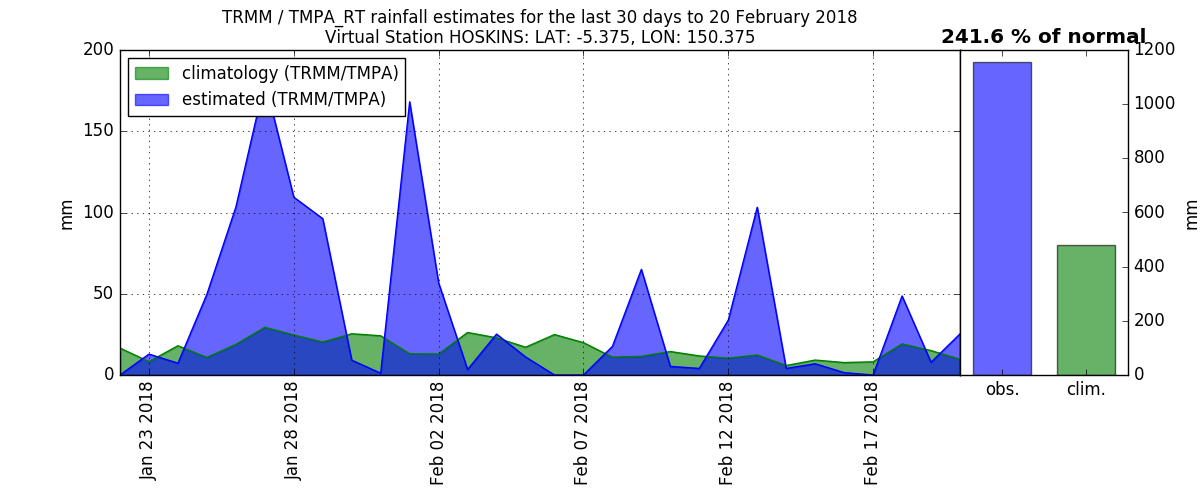 TRMM / TMPA_RT rainfall estimates for the last 30 days to 20 February 2018
Virtual Station HOSKINS: LAT: -5.375, LON: 150.375
241.6 % of normal
climatology (TRMM/TMPA)
estimated (TRMM/TMPA)
mm
200
150
100
50
0
Jan 23 2018
Jan 28 2018
Feb 02 2018
Feb 07 2018
Feb 12 2018
Feb 17 2018
obs.
clim.
1200
1000
800
600
400
200
0
mm